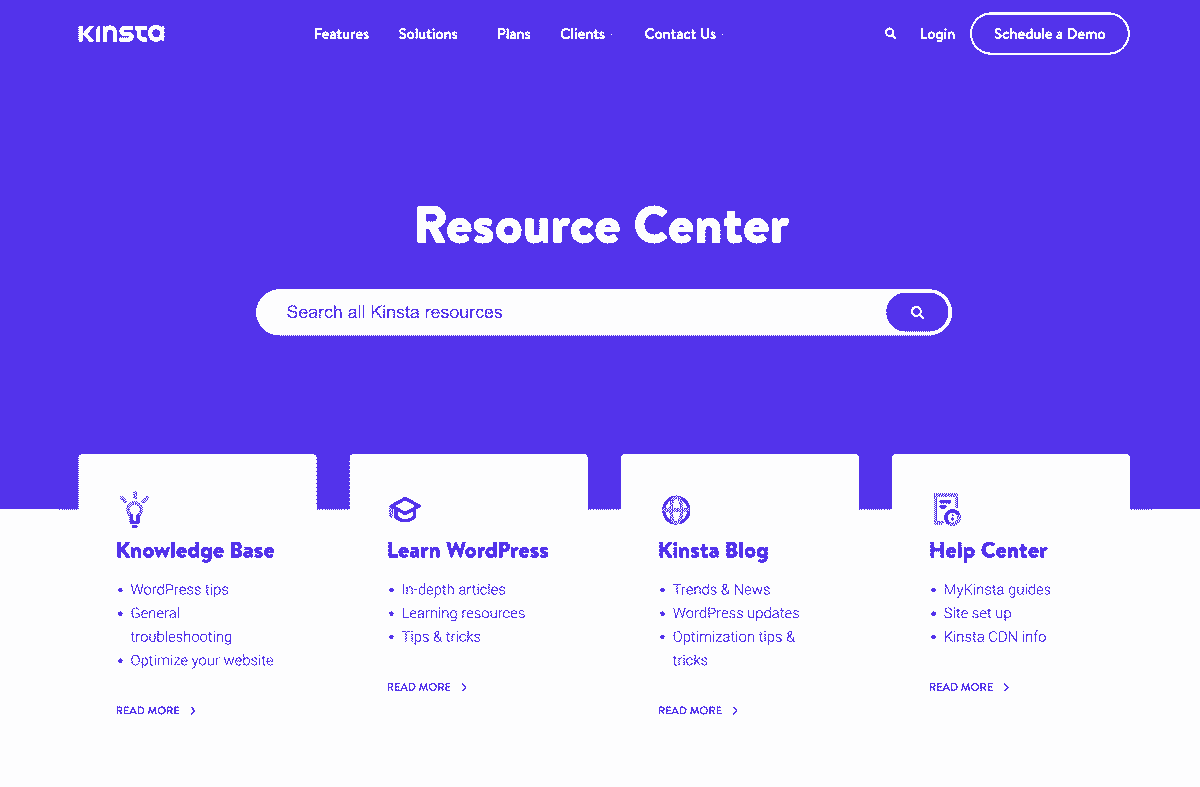 KINSTA
Features Solutions Plans Clients Contact Us Login Schedule a Demo
Resource Center
Search all Kinsta resources
Knowledge Base
• WordPress tips
• General
troubleshooting
• Optimize your website
READ MORE >
Learn WordPress
• In-depth articles
• Learning resources
• Tips & tricks
READ MORE >
Kinsta Blog
• Trends & News
• WordPress updates
• Optimization tips &
tricks
READ MORE >
Help Center
• MyKinsta guides
• Site set up
• Kinsta CDN info
READ MORE >